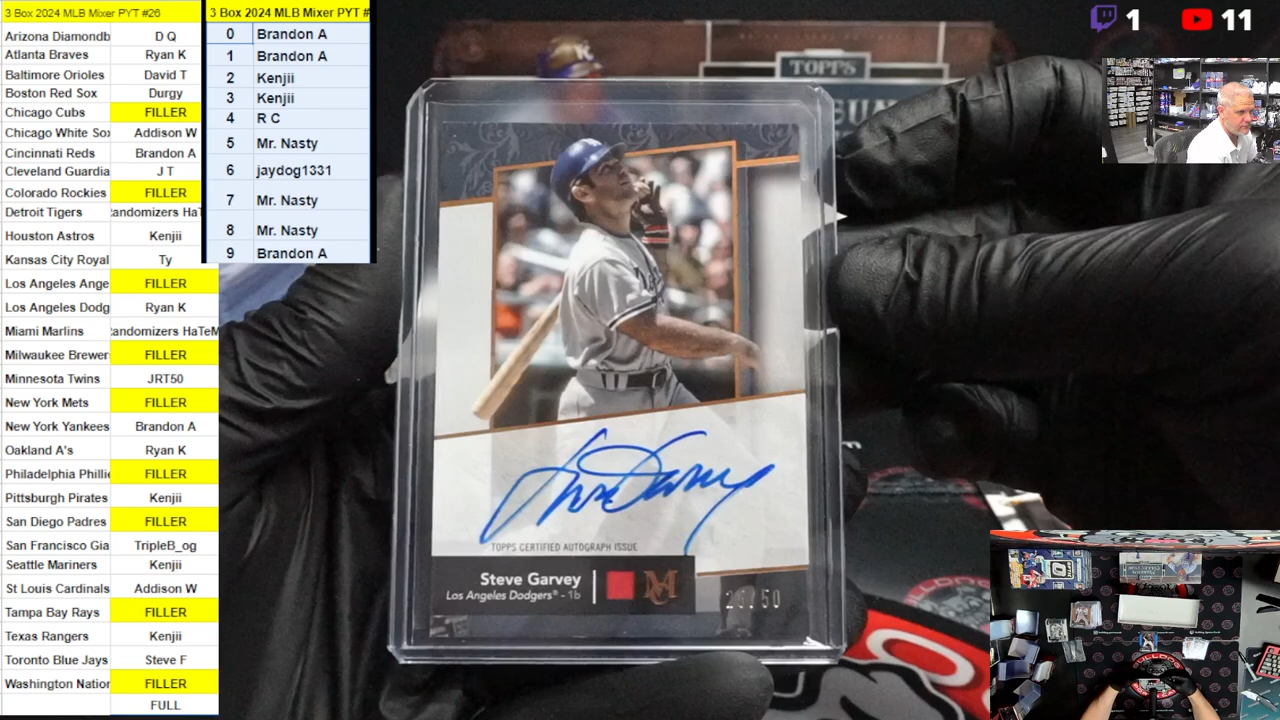 3 Box 2024 MLB Mixer PYT #26
Arizona Diamondb D Q
Atlanta Braves Ryan K
Baltimore Orioles David T
Boston Red Sox Durgy
Chicago Cubs FILLER
Chicago White Sox Addison W
Cincinnati Reds Brandon A
Cleveland Guardia J T
Colorado Rockies FILLER
Detroit Tigers Randomizers HaT
Houston Astros Kenjii
Kansas City Royal Ty
Los Angeles Ange FILLER
Los Angeles Dodg Ryan K
Miami Marlins Randomizers HaTeM
Milwaukee Brewer FILLER
Minnesota Twins JRT50
New York Mets FILLER
New York Yankees Brandon A
Oakland A's Ryan K
Philadelphia Phillie FILLER
Pittsburgh Pirates Kenjii
San Diego Padres FILLER
San Francisco Gia TripleB_og
Seattle Mariners Kenjii
St Louis Cardinals Addison W
Tampa Bay Rays FILLER
Texas Rangers Kenjii
Toronto Blue Jays Steve F
Washington Nation FILLER
FULL
3 Box 2024 MLB Mixer PYT #
0 Brandon A
1 Brandon A
2 Kenjii
3 Kenjii
4 R C
5 Mr. Nasty
6 jaydog1331
7 Mr. Nasty
8 Mr. Nasty
9 Brandon A
TOPPS
1 11
Steve Garvey
TOPPS CERTIFIED AUTOGRAPH ISSUE
Steve Garvey
Los Angeles Dodgers® - 1b
M
/50